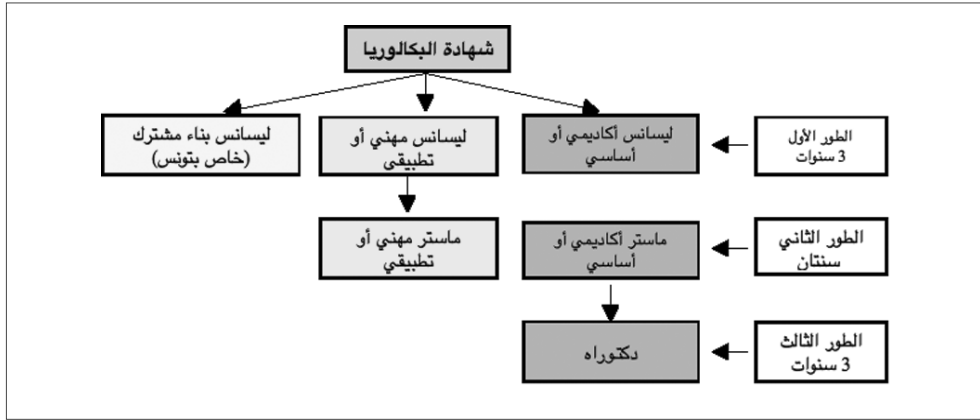 شهادة البكالوريا
الطور الأول
3 سنوات
ليسانس أكاديمي أو
أساسي
ليسانس مهني أو
تطبيقي
ليسانس بناء مشترك
(خاص بتونس)
الطور الثاني
سنتان
ماستر أكاديمي أو
أساسي
ماستر مهني أو
تطبيقي
الطور الثالث
3 سنوات
دكتوراه